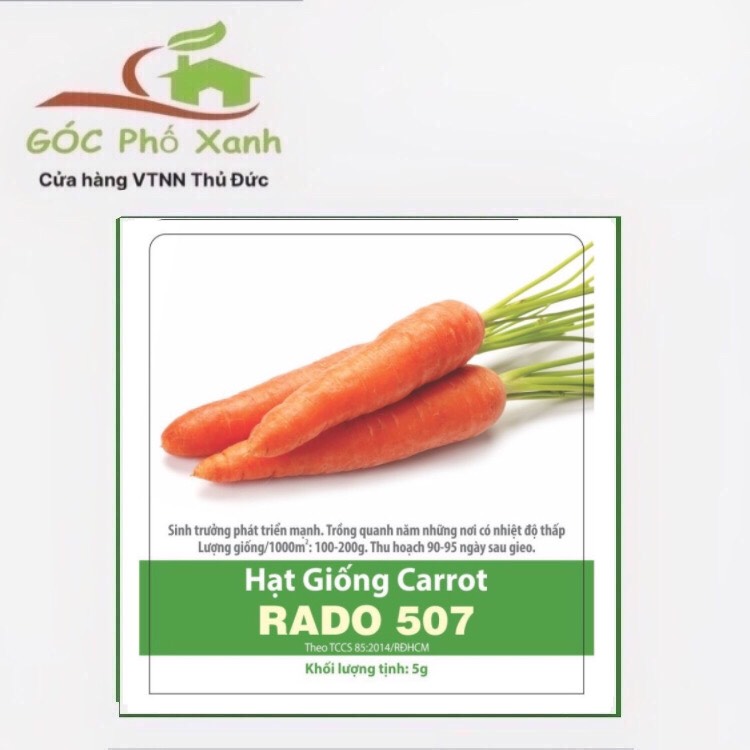 GÓC Phố Xanh
Cửa hàng VTNN Thủ Đức
Sinh trưởng phát triển mạnh. Trồng quanh năm những nơi có nhiệt độ thấp
Lượng giống/1000m²: 100-200g. Thu hoạch 90-95 ngày sau gieo.
Hạt Giống Carrot
RADO 507
Theo TCCS 85:2014/RĐHCM
Khối lượng tịnh: 5g